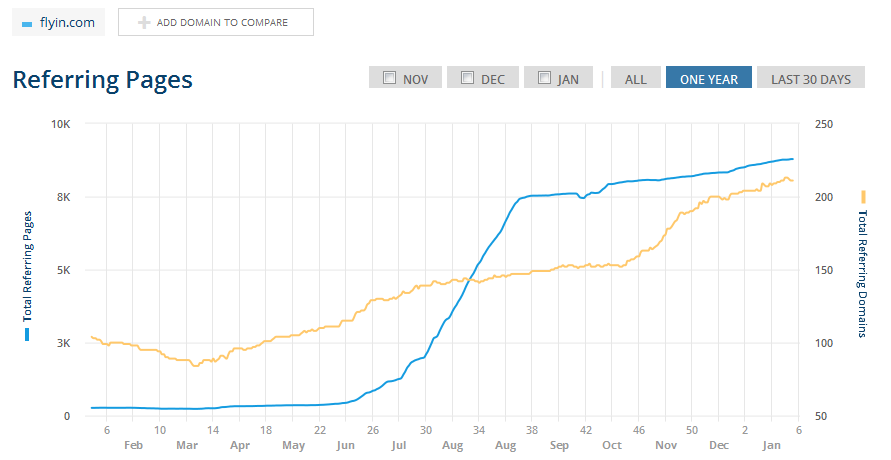 flyin.com
ADD DOMAIN TO COMPARE
Referring Pages
NOV DEC JAN ALL ONE YEAR LAST 30 DAYS
10K 250
8K 200
5K 150
3K 100
0 50
Total Referring Pages
Total Referring Domains
6 10 14 18 22 26 30 34 38 42 46 50 2 6
Feb Mar Apr May Jun Jul Aug Aug Sep Oct Nov Dec Jan